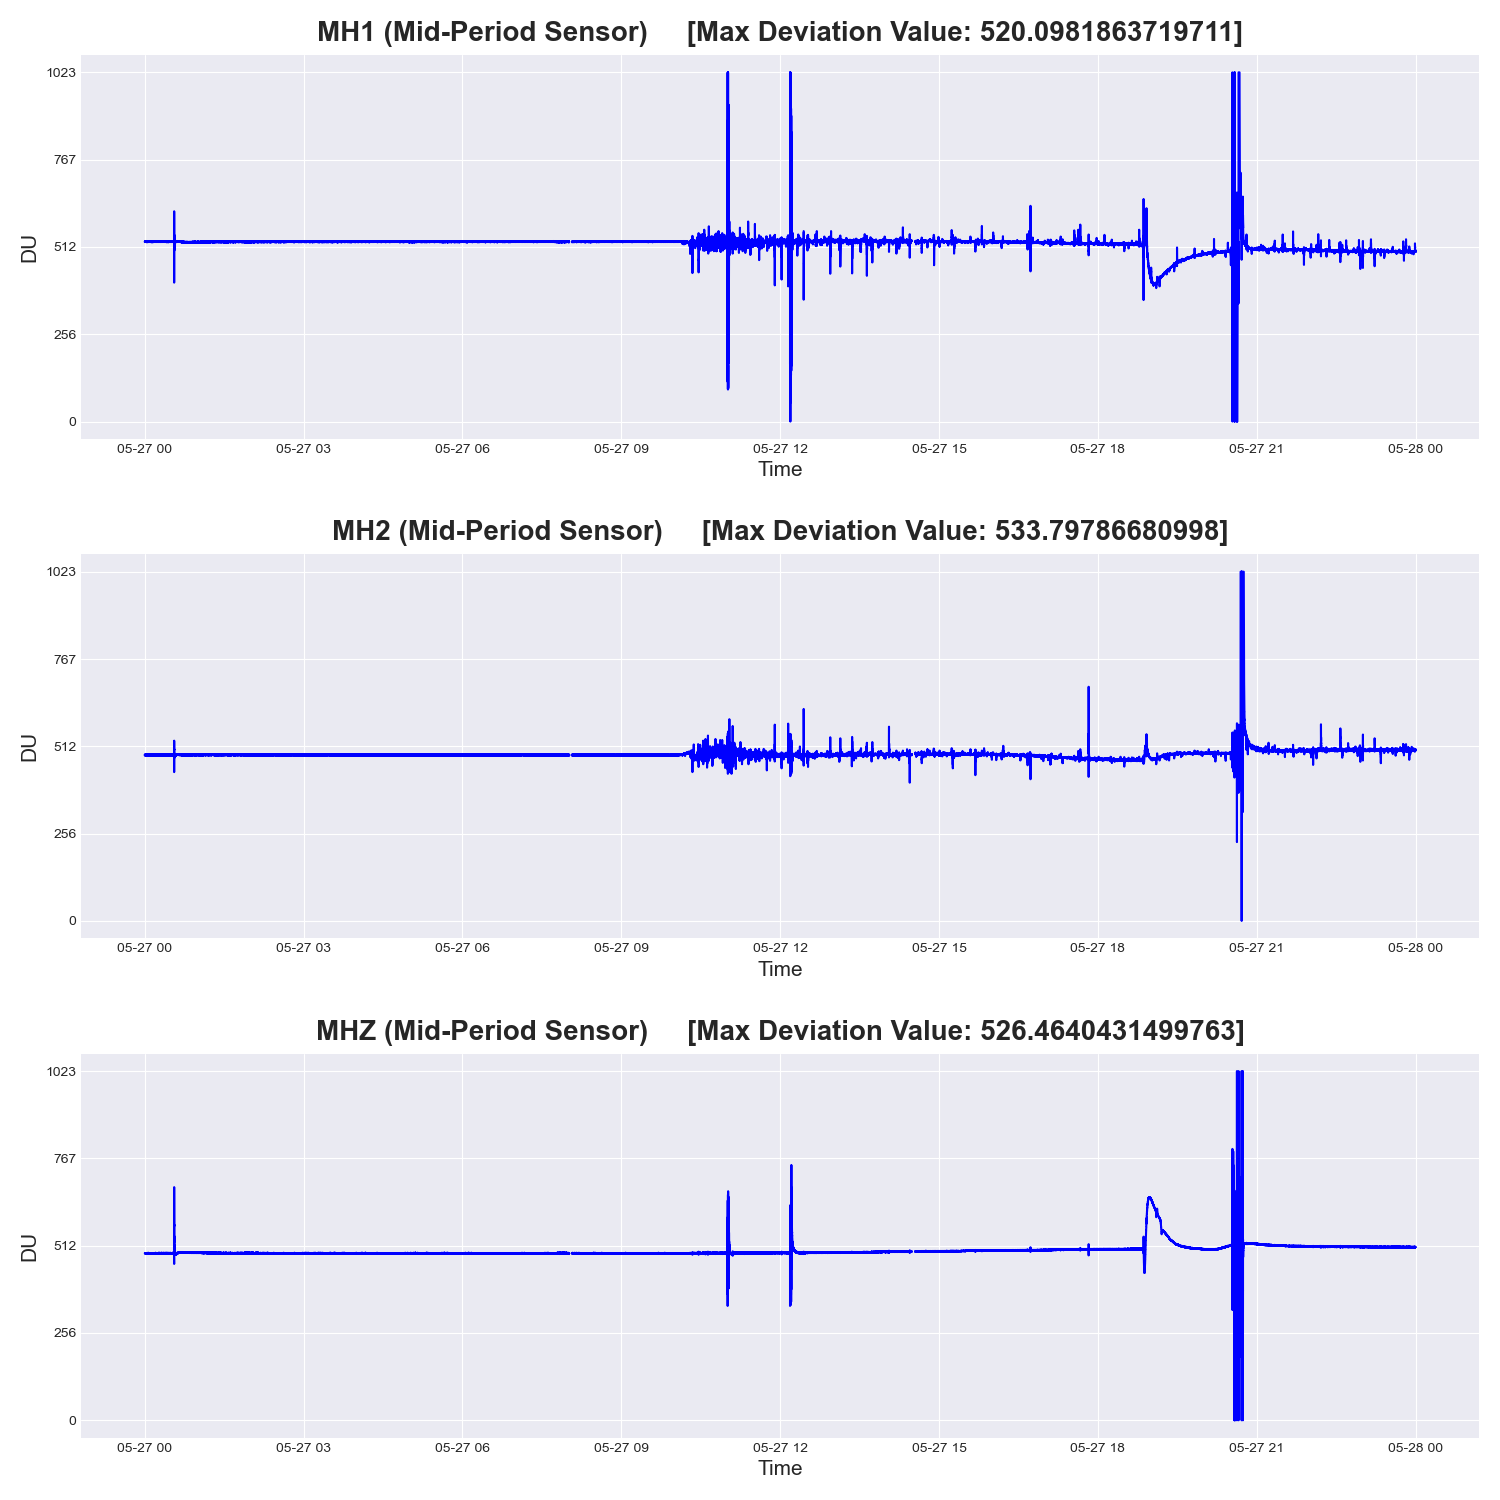 MH1 (Mid-Period Sensor) [Max Deviation Value: 520.0981863719711]
1023
767
512
256
0
DU
05-27 00 05-27 03 05-27 06 05-27 09 05-27 12 05-27 15 05-27 18 05-27 21 05-28 00
Time
MH2 (Mid-Period Sensor) [Max Deviation Value: 533.79786680998]
1023
767
512
256
0
DU
05-27 00 05-27 03 05-27 06 05-27 09 05-27 12 05-27 15 05-27 18 05-27 21 05-28 00
Time
MHZ (Mid-Period Sensor) [Max Deviation Value: 526.4640431499763]
1023
767
512
256
0
DU
05-27 00 05-27 03 05-27 06 05-27 09 05-27 12 05-27 15 05-27 18 05-27 21 05-28 00
Time